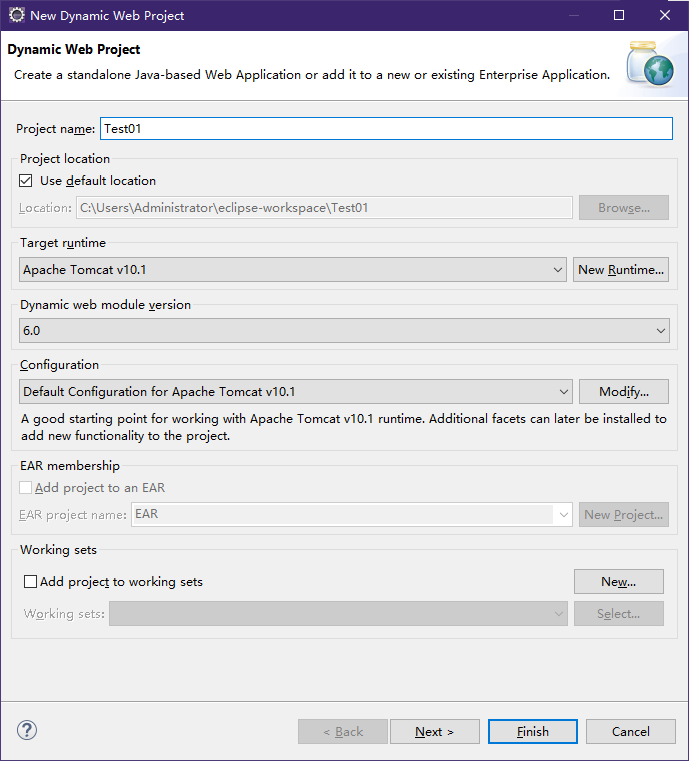 New Dynamic Web Project
Dynamic Web Project
Create a standalone Java-based Web Application or add it to a new or existing Enterprise Application.
Project name: Test01
Project location
Use default location
Location: C:\Users\Administrator\eclipse-workspace\Test01 Browse...
Target runtime
Apache Tomcat v10.1 New Runtime...
Dynamic web module version
6.0
Configuration
Default Configuration for Apache Tomcat v10.1 Modify...
A good starting point for working with Apache Tomcat v10.1 runtime. Additional facets can later be installed to
add new functionality to the project.
EAR membership
Add project to an EAR
EAR project name: EAR New Project...
Working sets
Add project to working sets New...
Working sets: Select...
? < Back Next > Finish Cancel